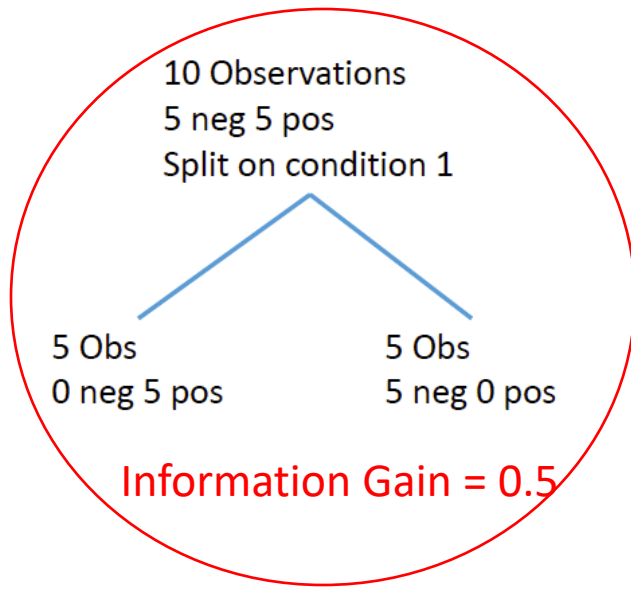 10 Observations
5 neg 5 pos
Split on condition 1
5 Obs
0 neg 5 pos
5 Obs
5 neg 0 pos
Information Gain = 0.5